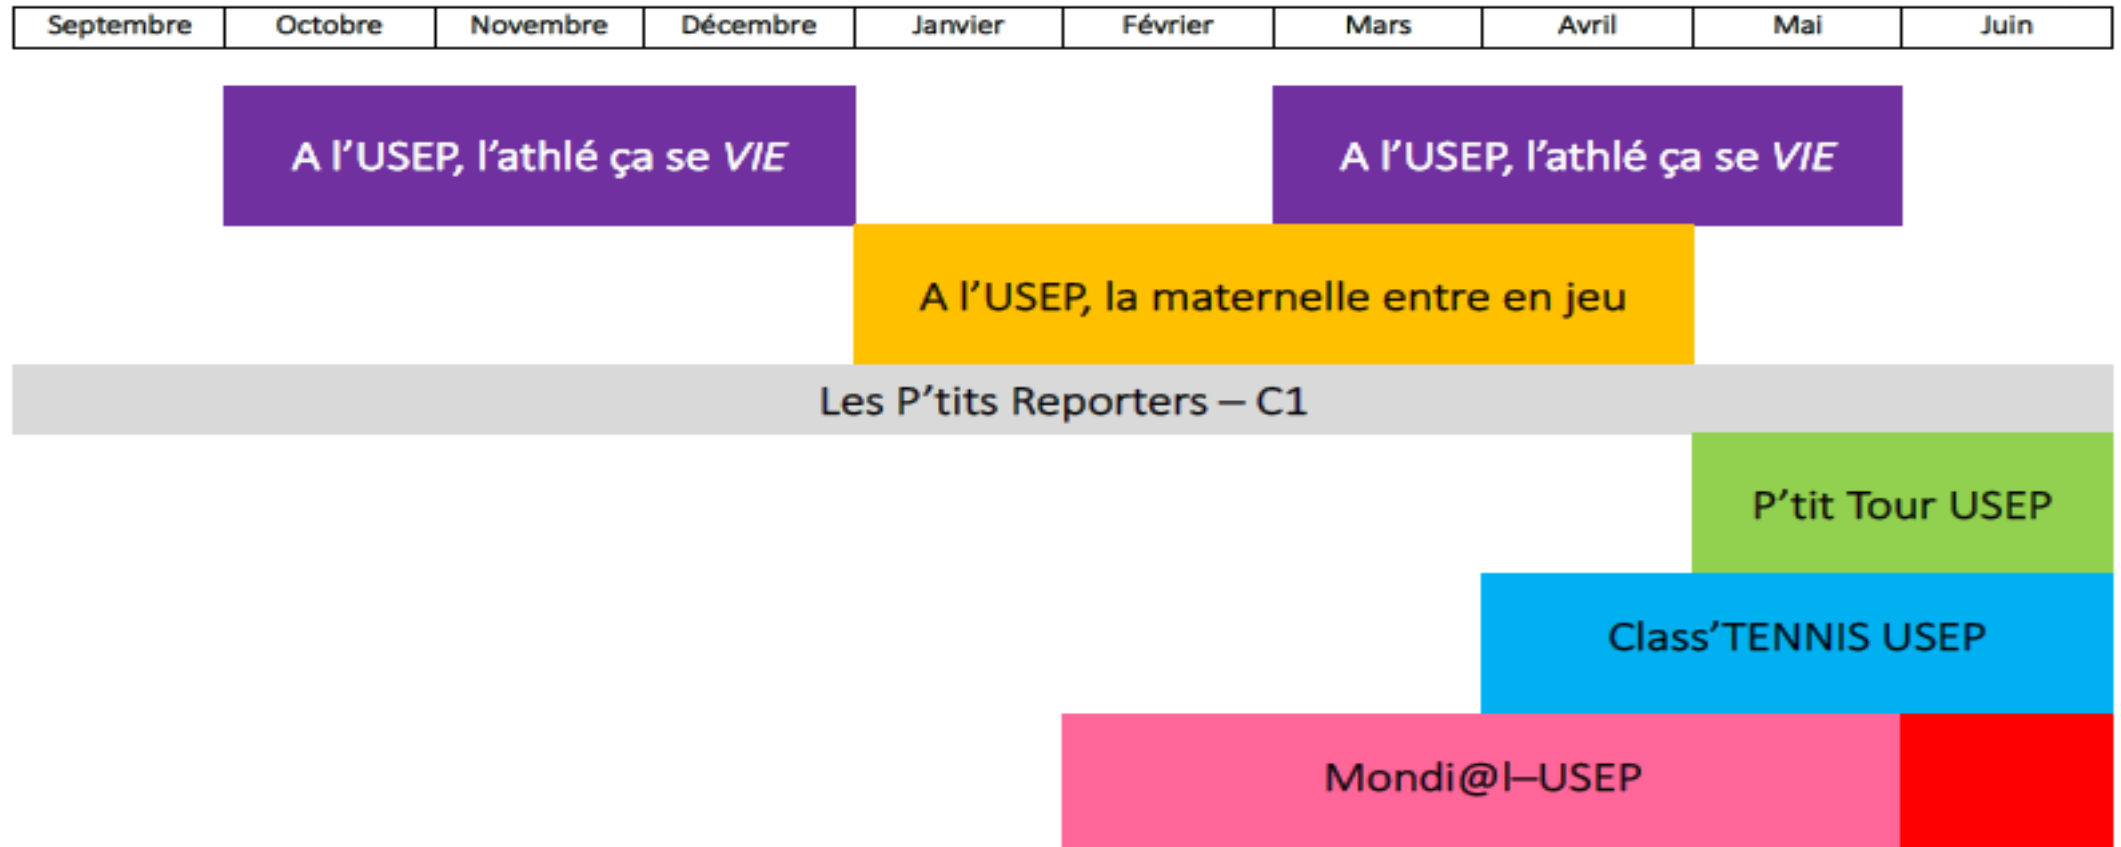 Septembre Octobre Novembre Décembre Janvier Février Mars Avril Mai Juin
A l’USEP, l’athlé ça se VIE A l’USEP, l’athlé ça se VIE
A l’USEP, la maternelle entre en jeu
Les P’tits Reporters – C1
P’tit Tour USEP
Class’TENNIS USEP
Mondi@l–USEP